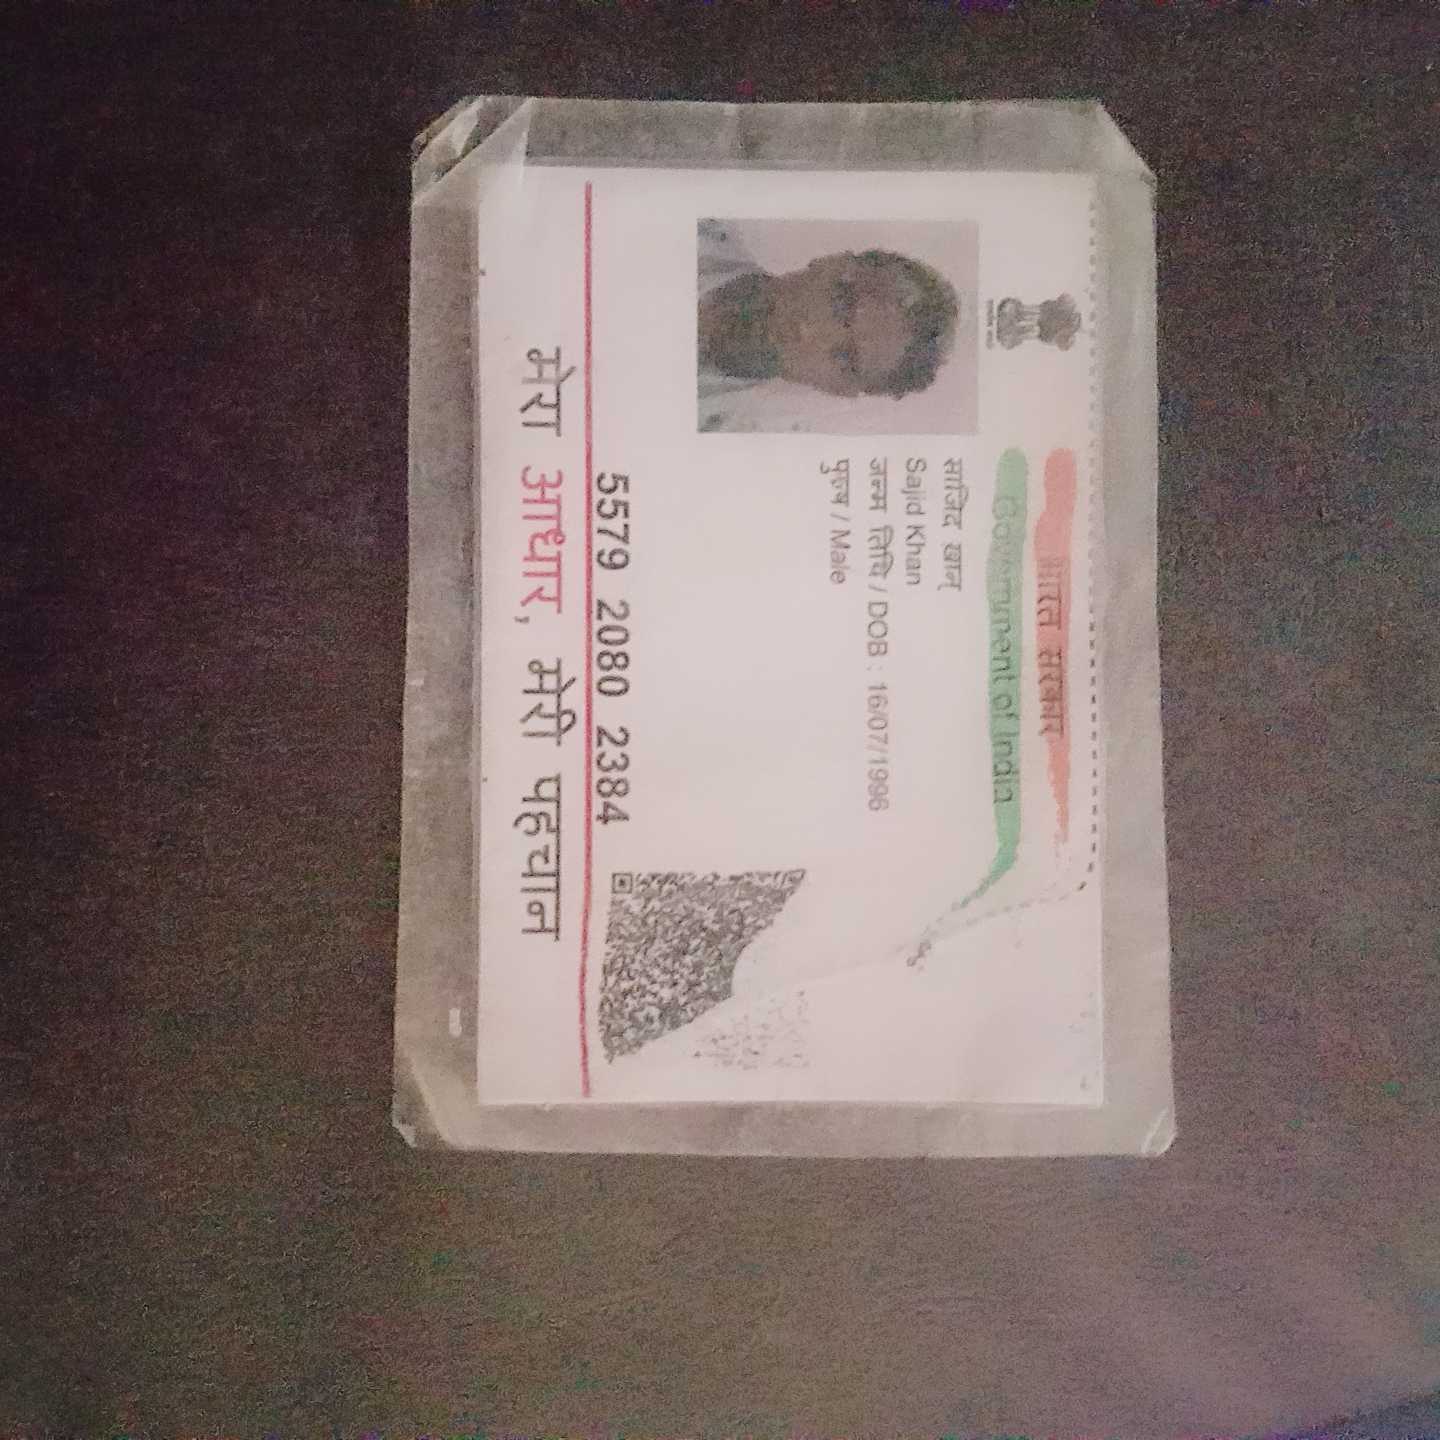 भारत सरकार
Government of India
साजिद खान
Sajid Khan
जन्म तिथि / DOB : 16/07/1996
पुरुष / Male
5579 2080 2384
मेरा आधार, मेरी पहचान